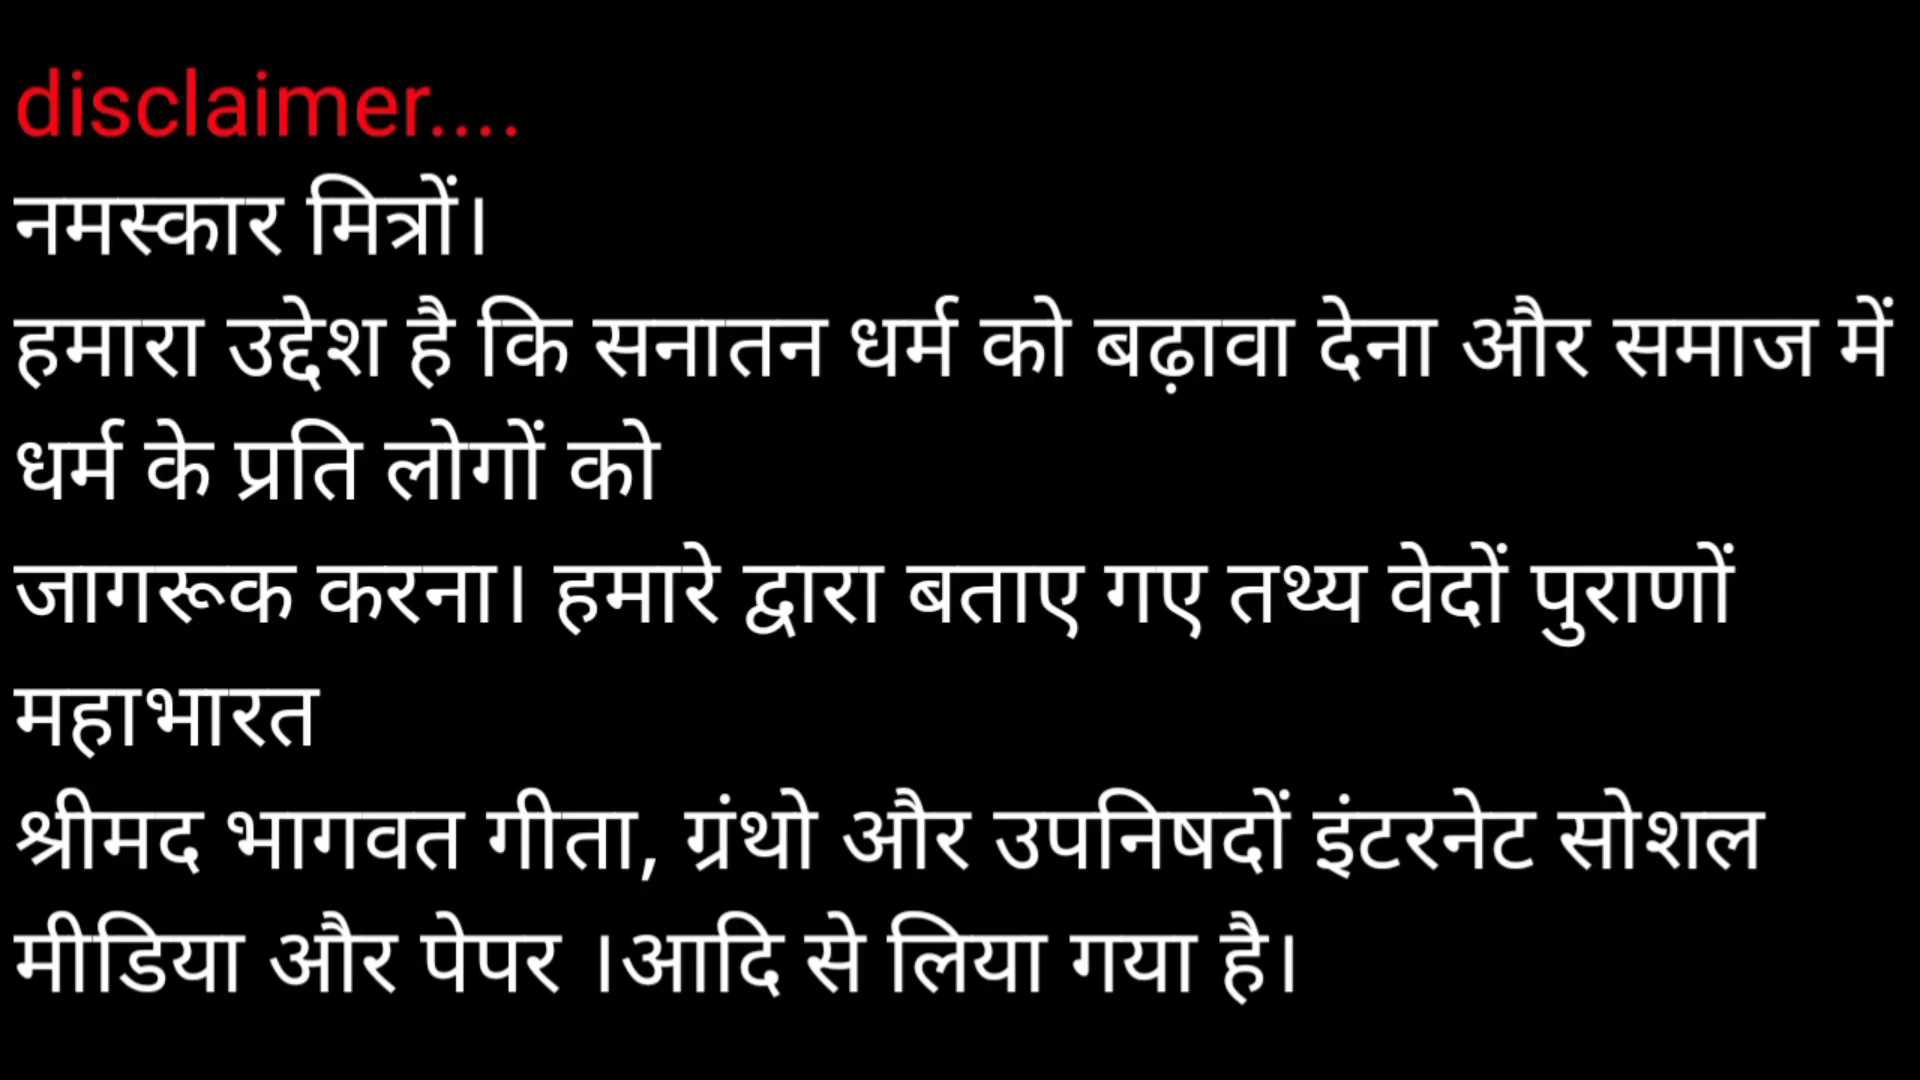 disclaimer....
नमस्कार मित्रों।
हमारा उद्देश है कि सनातन धर्म को बढ़ावा देना और समाज में
धर्म के प्रति लोगों को
जागरूक करना। हमारे द्वारा बताए गए तथ्य वेदों पुराणों
महाभारत
श्रीमद भागवत गीता, ग्रंथो और उपनिषदों इंटरनेट सोशल
मीडिया और पेपर ।आदि से लिया गया है।